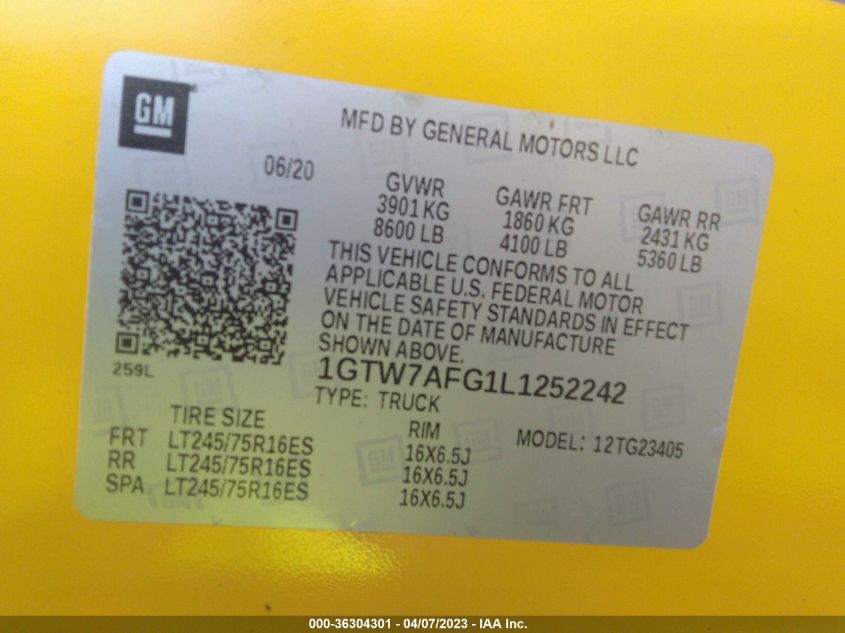 GM
MFD BY GENERAL MOTORS LLC
06/20
GVWR GAWR FRT GAWR RR
3901 KG 1860 KG 2431 KG
8600 LB 4100 LB 5360 LB
THIS VEHICLE CONFORMS TO ALL
APPLICABLE U.S. FEDERAL MOTOR
VEHICLE SAFETY STANDARDS IN EFFECT
ON THE DATE OF MANUFACTURE
SHOWN ABOVE.
259L
1GTW7AFG1L1252242
TYPE: TRUCK
TIRE SIZE RIM MODEL: 12TG23405
FRT LT245/75R16ES 16X6.5J
RR LT245/75R16ES 16X6.5J
SPA LT245/75R16ES 16X6.5J
000-36304301 - 04/07/2023 - IAA Inc.